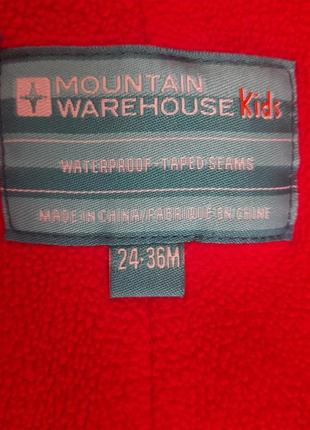 MOUNTAIN
WAREHOUSE Kids
WATERPROOF-TAPED SEAMS
MADE IN CHINA/FABRIQUÉ EN CHINE
24-36M